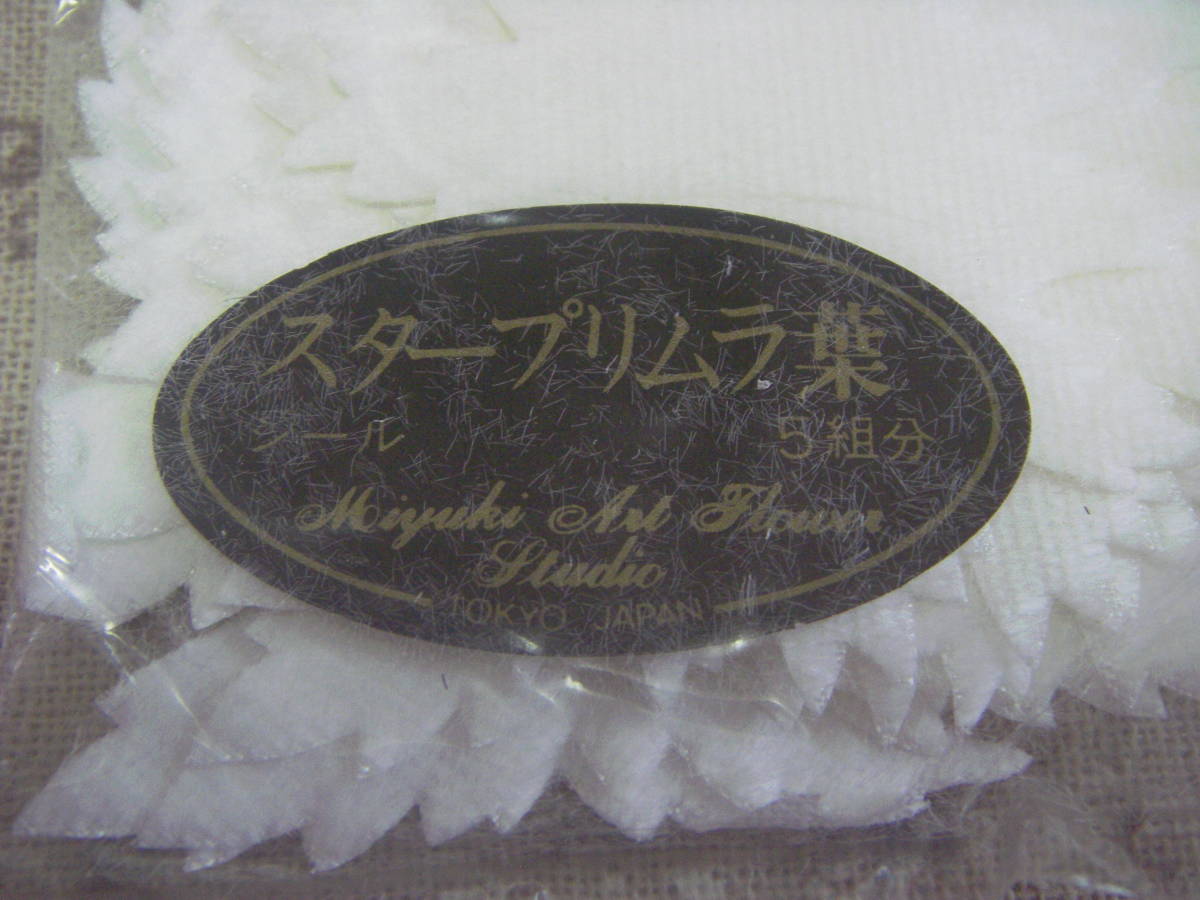 スタープリムラ葉
シール 5組分
Miyuki Art Flower
Studio
TOKYO JAPAN